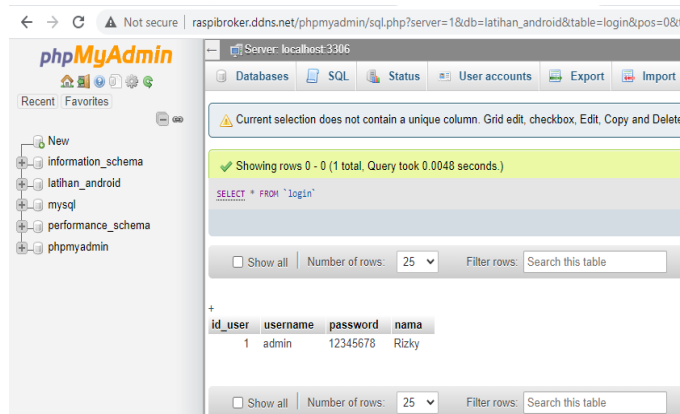 Not secure | raspibroker.ddns.net/phpmyadmin/sql.php?server=1&db=latihan_android&table=login&pos=0&
phpMyAdmin
Recent Favorites
New
information_schema
latihan_android
mysql
performance_schema
phpmyadmin
Server: localhost:3306
Databases SQL Status User accounts Export Import
Current selection does not contain a unique column. Grid edit, checkbox, Edit, Copy and Delete
Showing rows 0 - 0 (1 total, Query took 0.0048 seconds.)
SELECT * FROM `login`
Show all Number of rows: 25 Filter rows: Search this table
+
id_user username password nama
1 admin 12345678 Rizky
Show all Number of rows: 25 Filter rows: Search this table